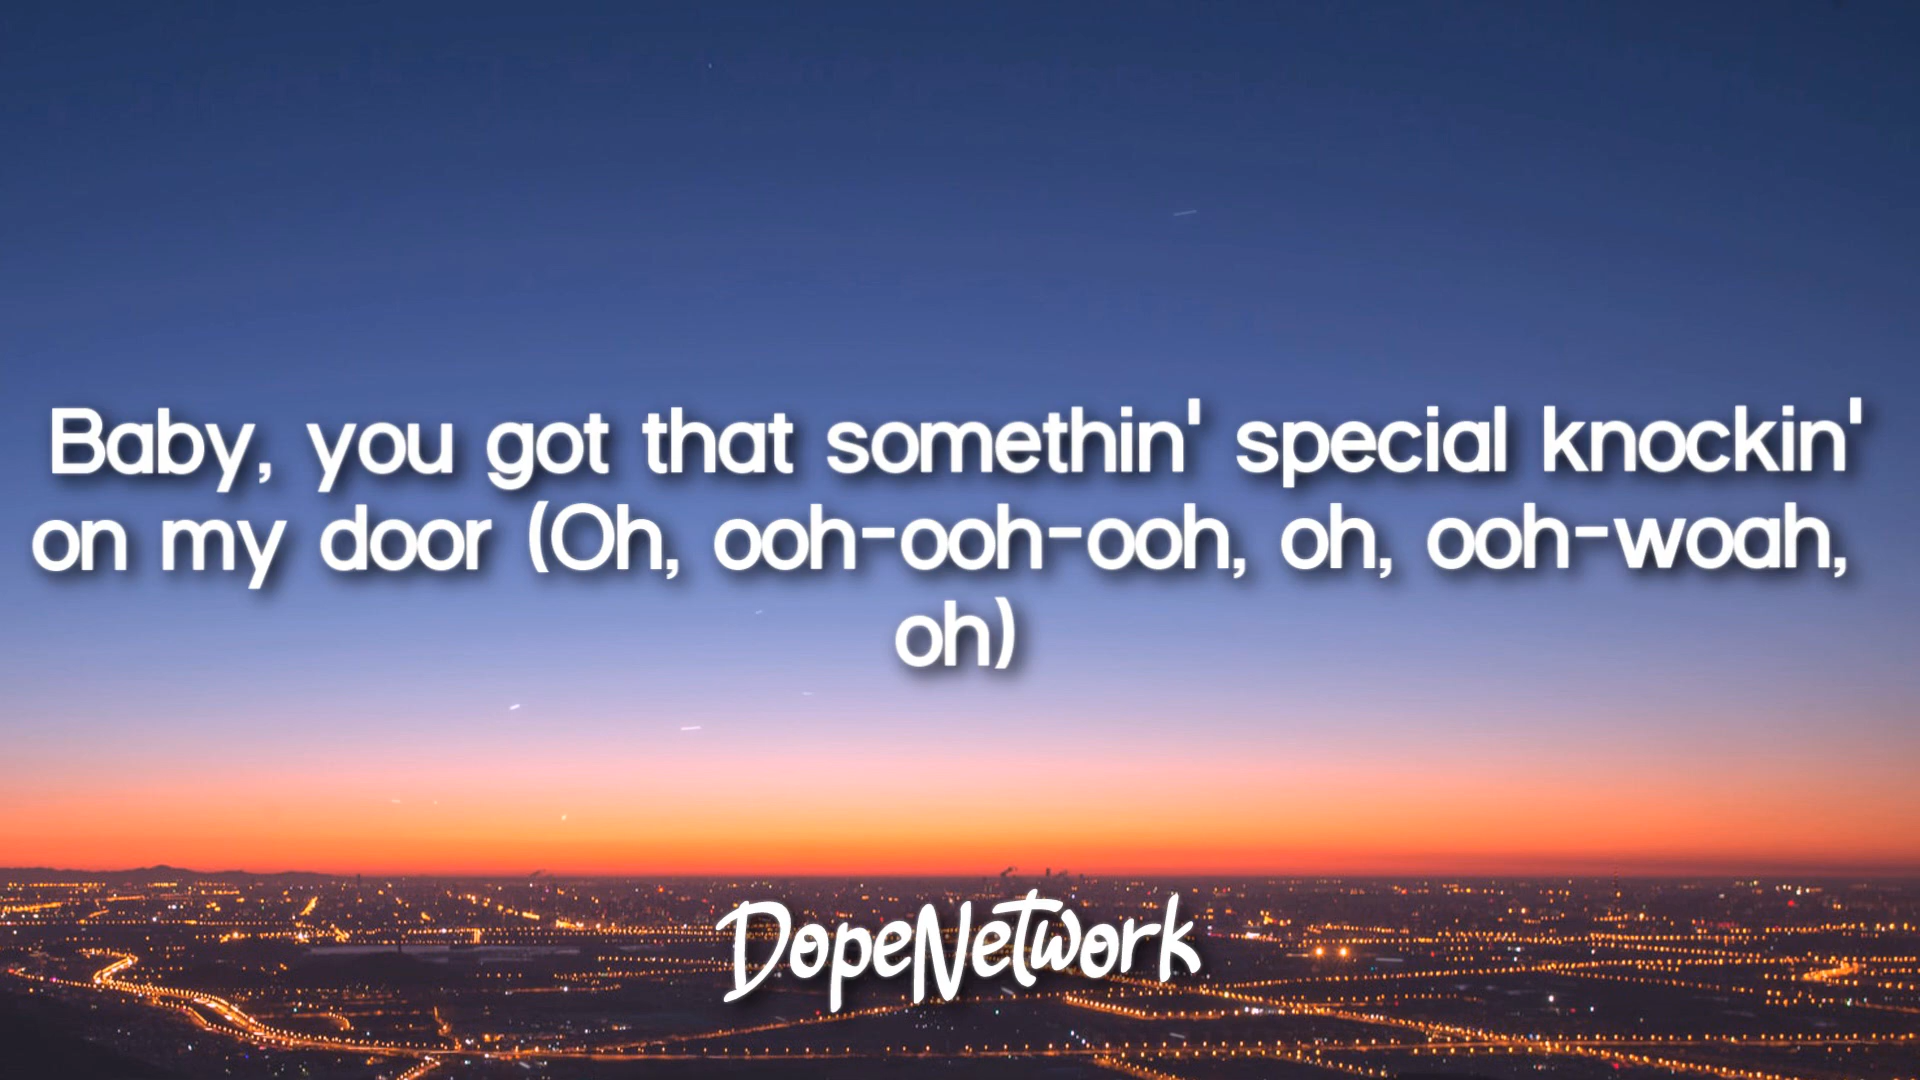 Baby, you got that somethin' special knockin'
on my door (Oh, ooh-ooh-ooh, oh, ooh-woah,
oh)
DopeNetwork